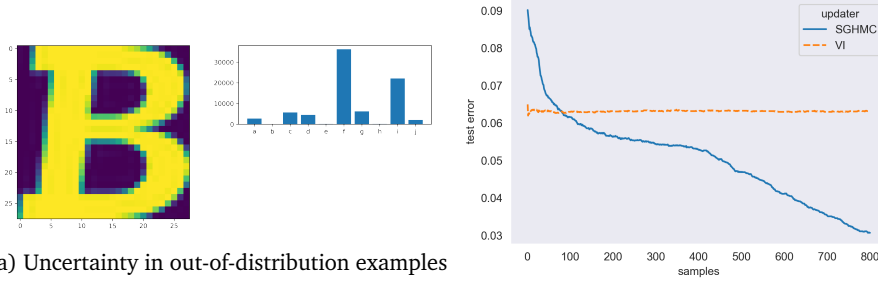 0
5
10
15
20
25
0 5 10 15 20 25
30000
20000
10000
0
a b c d e f g h i j
a) Uncertainty in out-of-distribution examples
0.09
0.08
0.07
0.06
0.05
0.04
0.03
test error
updater
SGHMC
VI
0 100 200 300 400 500 600 700 800
samples